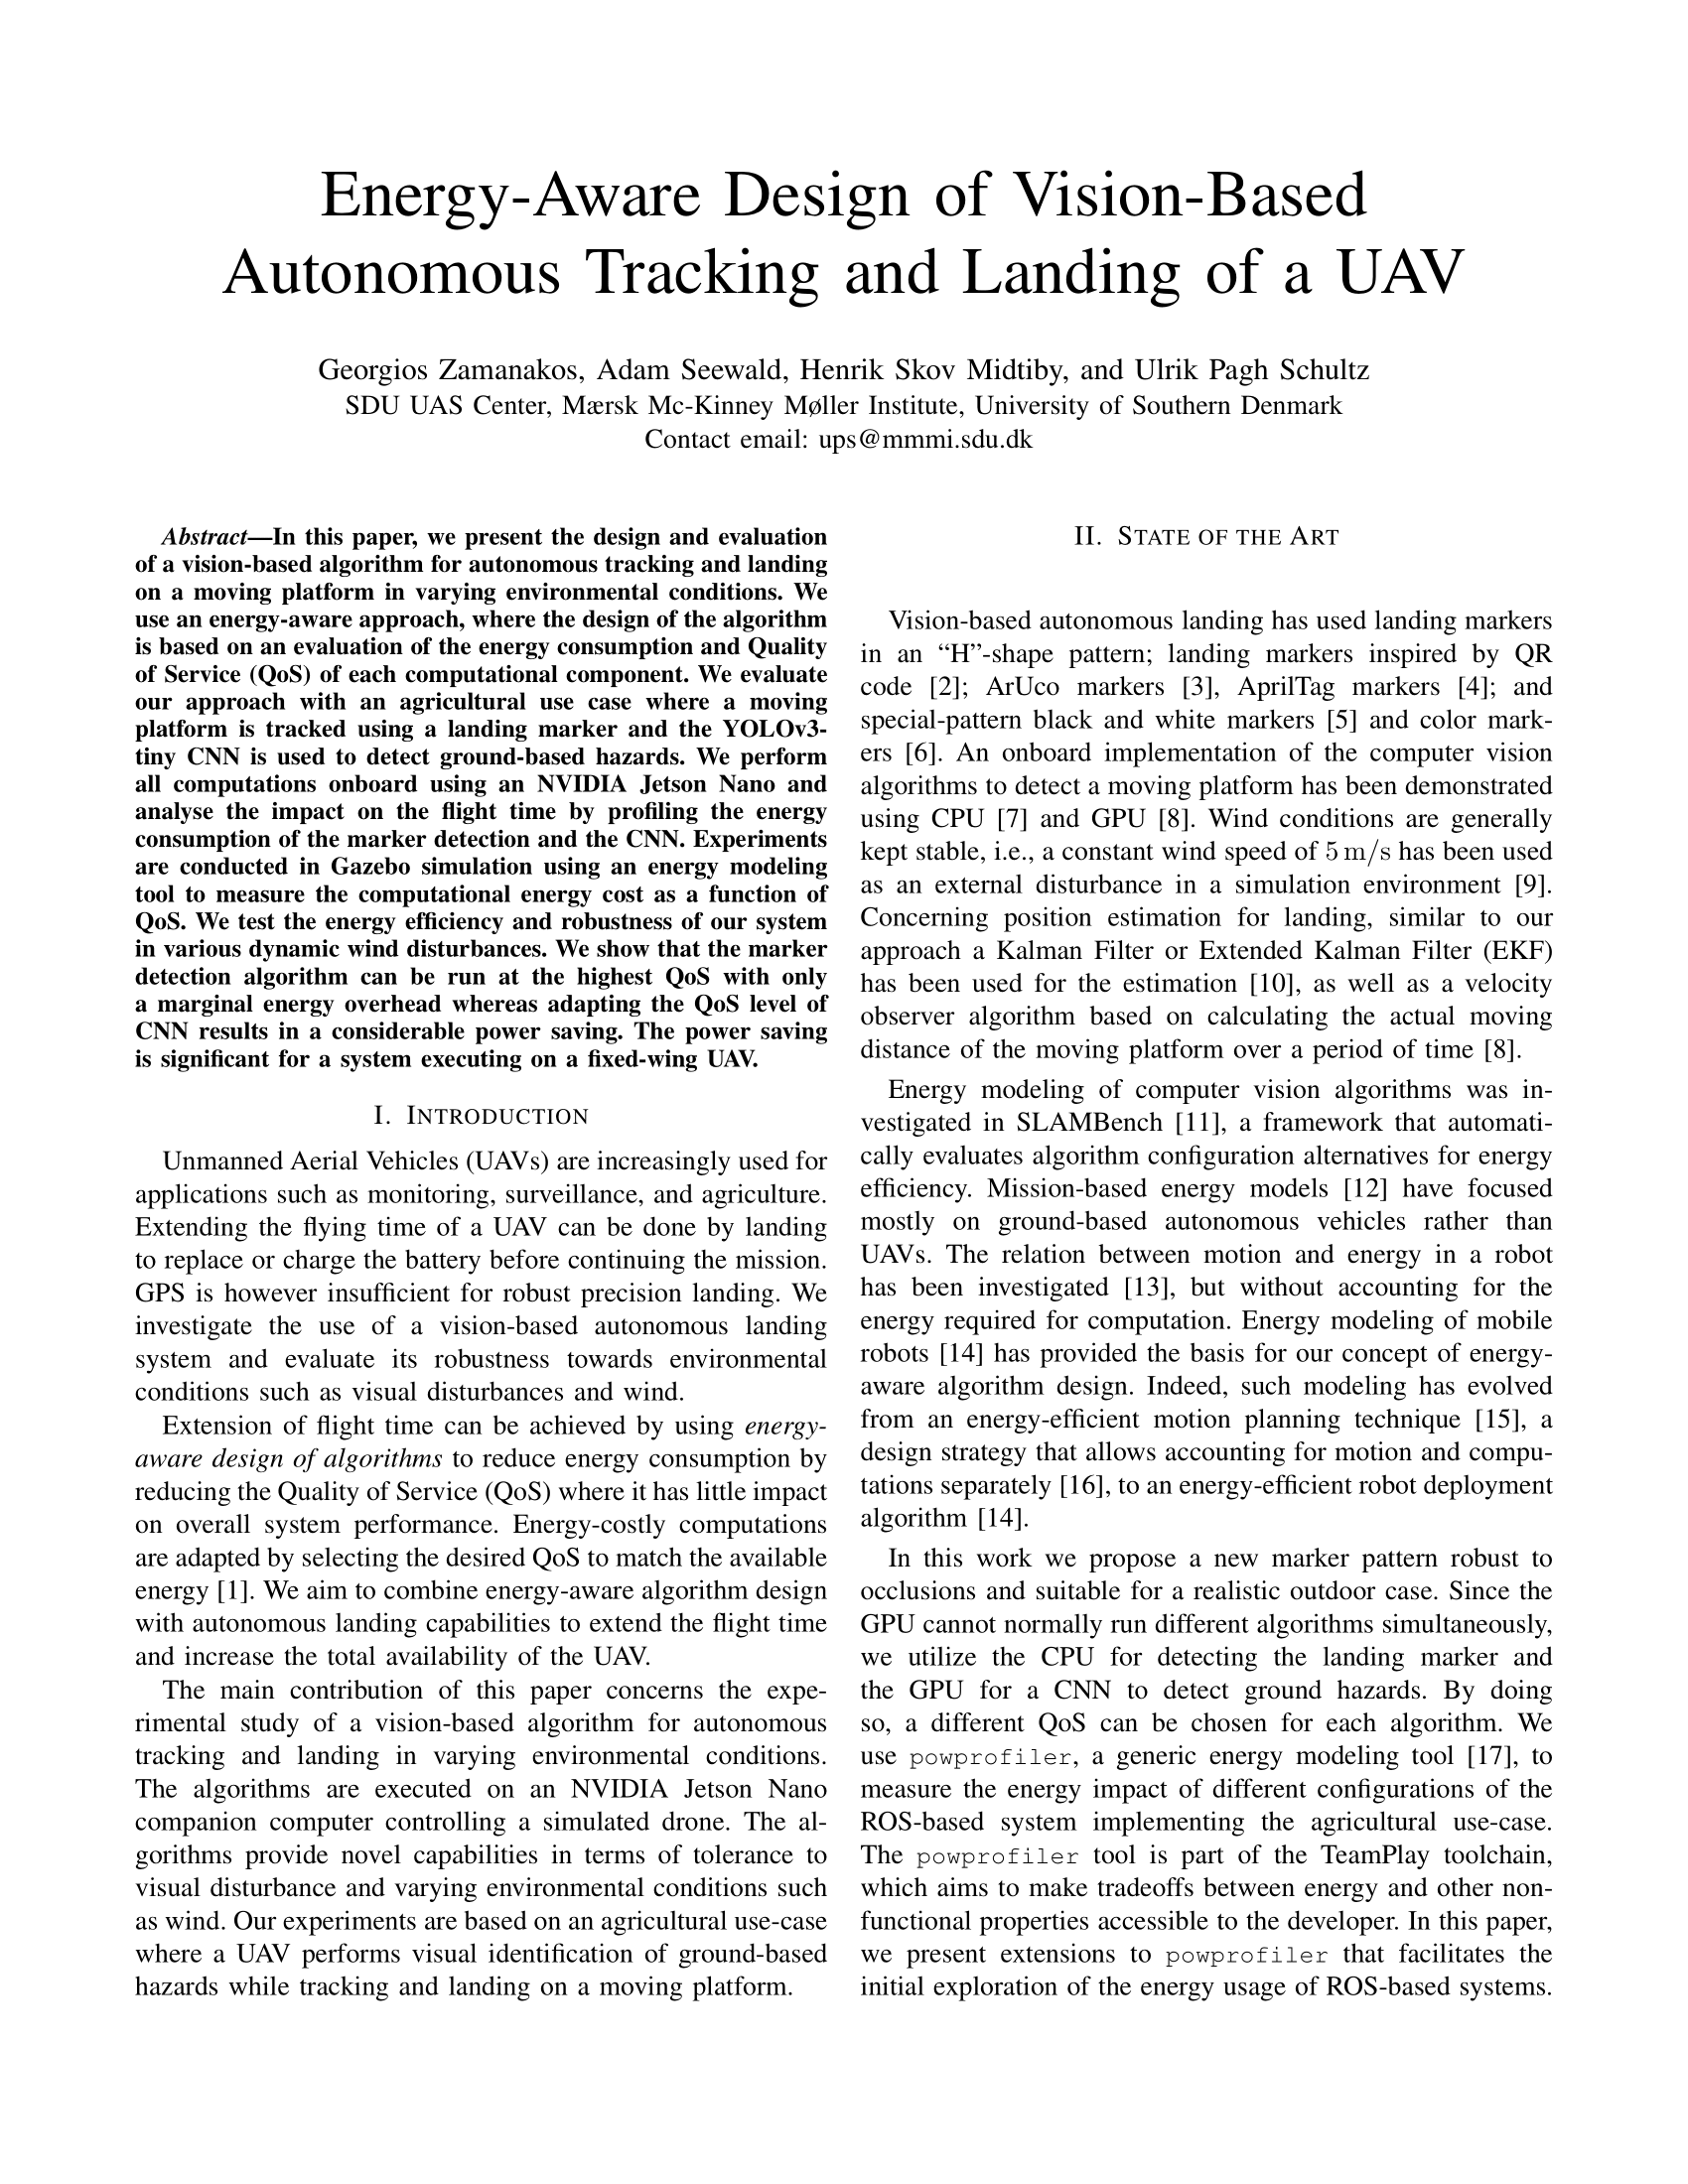 Energy-Aware Design of Vision-Based
Autonomous Tracking and Landing of a UAV
Georgios Zamanakos, Adam Seewald, Henrik Skov Midtiby, and Ulrik Pagh Schultz
SDU UAS Center, Mærsk Mc-Kinney Møller Institute, University of Southern Denmark
Contact email: ups@mmmi.sdu.dk
Abstract—In this paper, we present the design and evaluation
of a vision-based algorithm for autonomous tracking and landing
on a moving platform in varying environmental conditions. We
use an energy-aware approach, where the design of the algorithm
is based on an evaluation of the energy consumption and Quality
of Service (QoS) of each computational component. We evaluate
our approach with an agricultural use case where a moving
platform is tracked using a landing marker and the YOLOv3-
tiny CNN is used to detect ground-based hazards. We perform
all computations onboard using an NVIDIA Jetson Nano and
analyse the impact on the flight time by profiling the energy
consumption of the marker detection and the CNN. Experiments
are conducted in Gazebo simulation using an energy modeling
tool to measure the computational energy cost as a function of
QoS. We test the energy efficiency and robustness of our system
in various dynamic wind disturbances. We show that the marker
detection algorithm can be run at the highest QoS with only
a marginal energy overhead whereas adapting the QoS level of
CNN results in a considerable power saving. The power saving
is significant for a system executing on a fixed-wing UAV.
I. INTRODUCTION
Unmanned Aerial Vehicles (UAVs) are increasingly used for
applications such as monitoring, surveillance, and agriculture.
Extending the flying time of a UAV can be done by landing
to replace or charge the battery before continuing the mission.
GPS is however insufficient for robust precision landing. We
investigate the use of a vision-based autonomous landing
system and evaluate its robustness towards environmental
conditions such as visual disturbances and wind.
Extension of flight time can be achieved by using energy-
aware design of algorithms to reduce energy consumption by
reducing the Quality of Service (QoS) where it has little impact
on overall system performance. Energy-costly computations
are adapted by selecting the desired QoS to match the available
energy [1]. We aim to combine energy-aware algorithm design
with autonomous landing capabilities to extend the flight time
and increase the total availability of the UAV.
The main contribution of this paper concerns the expe-
rimental study of a vision-based algorithm for autonomous
tracking and landing in varying environmental conditions.
The algorithms are executed on an NVIDIA Jetson Nano
companion computer controlling a simulated drone. The al-
gorithms provide novel capabilities in terms of tolerance to
visual disturbance and varying environmental conditions such
as wind. Our experiments are based on an agricultural use-case
where a UAV performs visual identification of ground-based
hazards while tracking and landing on a moving platform.
II. STATE OF THE ART
Vision-based autonomous landing has used landing markers
in an “H”-shape pattern; landing markers inspired by QR
code [2]; ArUco markers [3], AprilTag markers [4]; and
special-pattern black and white markers [5] and color mark-
ers [6]. An onboard implementation of the computer vision
algorithms to detect a moving platform has been demonstrated
using CPU [7] and GPU [8]. Wind conditions are generally
kept stable, i.e., a constant wind speed of 5 m/s has been used
as an external disturbance in a simulation environment [9].
Concerning position estimation for landing, similar to our
approach a Kalman Filter or Extended Kalman Filter (EKF)
has been used for the estimation [10], as well as a velocity
observer algorithm based on calculating the actual moving
distance of the moving platform over a period of time [8].
Energy modeling of computer vision algorithms was in-
vestigated in SLAMBench [11], a framework that automati-
cally evaluates algorithm configuration alternatives for energy
efficiency. Mission-based energy models [12] have focused
mostly on ground-based autonomous vehicles rather than
UAVs. The relation between motion and energy in a robot
has been investigated [13], but without accounting for the
energy required for computation. Energy modeling of mobile
robots [14] has provided the basis for our concept of energy-
aware algorithm design. Indeed, such modeling has evolved
from an energy-efficient motion planning technique [15], a
design strategy that allows accounting for motion and compu-
tations separately [16], to an energy-efficient robot deployment
algorithm [14].
In this work we propose a new marker pattern robust to
occlusions and suitable for a realistic outdoor case. Since the
GPU cannot normally run different algorithms simultaneously,
we utilize the CPU for detecting the landing marker and
the GPU for a CNN to detect ground hazards. By doing
so, a different QoS can be chosen for each algorithm. We
use powprofiler, a generic energy modeling tool [17], to
measure the energy impact of different configurations of the
ROS-based system implementing the agricultural use-case.
The powprofiler tool is part of the TeamPlay toolchain,
which aims to make tradeoffs between energy and other non-
functional properties accessible to the developer. In this paper,
we present extensions to powprofiler that facilitates the
initial exploration of the energy usage of ROS-based systems.